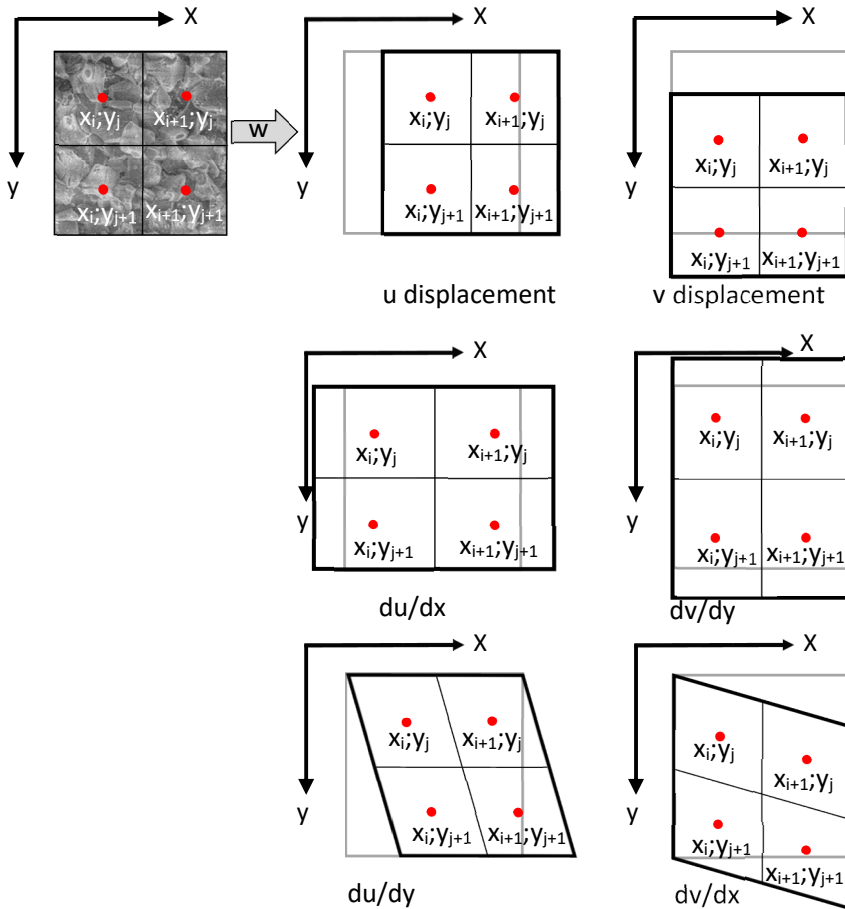 X
X
X
xᵢ;yⱼ xᵢ₊₁;yⱼ
w
xᵢ;yⱼ xᵢ₊₁;yⱼ
xᵢ;yⱼ xᵢ₊₁;yⱼ
y
y
y
xᵢ;yⱼ₊₁ xᵢ₊₁;yⱼ₊₁
xᵢ;yⱼ₊₁ xᵢ₊₁;yⱼ₊₁
xᵢ;yⱼ₊₁ xᵢ₊₁;yⱼ₊₁
u displacement
v displacement
X
X
xᵢ;yⱼ xᵢ₊₁;yⱼ
xᵢ;yⱼ xᵢ₊₁;yⱼ
y
y
xᵢ;yⱼ₊₁ xᵢ₊₁;yⱼ₊₁
xᵢ;yⱼ₊₁ xᵢ₊₁;yⱼ₊₁
du/dx
dv/dy
X
X
xᵢ;yⱼ xᵢ₊₁;yⱼ
xᵢ;yⱼ xᵢ₊₁;yⱼ
y
y
xᵢ;yⱼ₊₁ xᵢ₊₁;yⱼ₊₁
xᵢ;yⱼ₊₁ xᵢ₊₁;yⱼ₊₁
du/dy
dv/dx